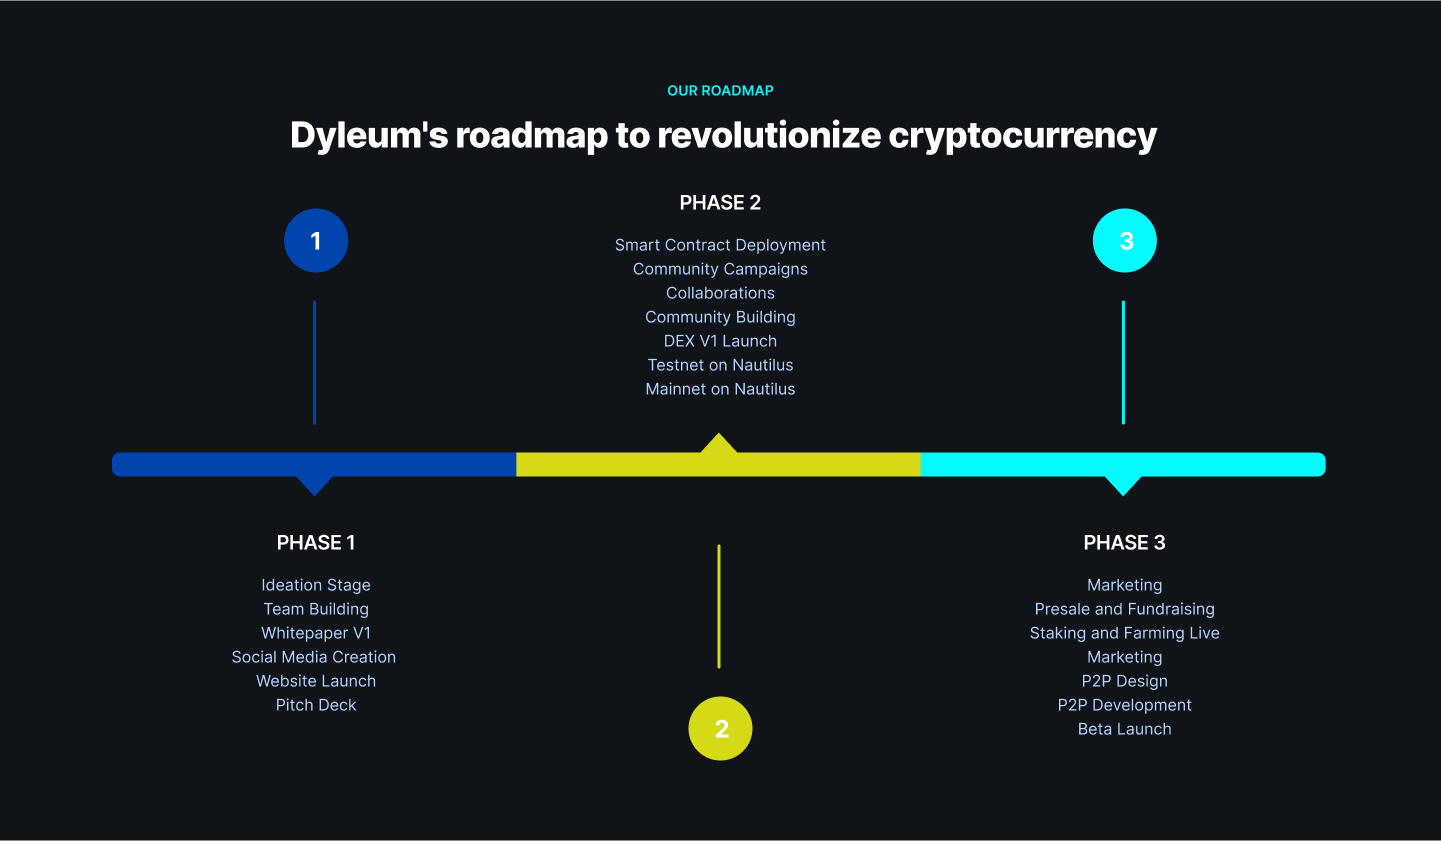 OUR ROADMAP
Dyleum's roadmap to revolutionize cryptocurrency
1
PHASE 1
Ideation Stage
Team Building
Whitepaper V1
Social Media Creation
Website Launch
Pitch Deck
PHASE 2
Smart Contract Deployment
Community Campaigns
Collaborations
Community Building
DEX V1 Launch
Testnet on Nautilus
Mainnet on Nautilus
2
3
PHASE 3
Marketing
Presale and Fundraising
Staking and Farming Live
Marketing
P2P Design
P2P Development
Beta Launch